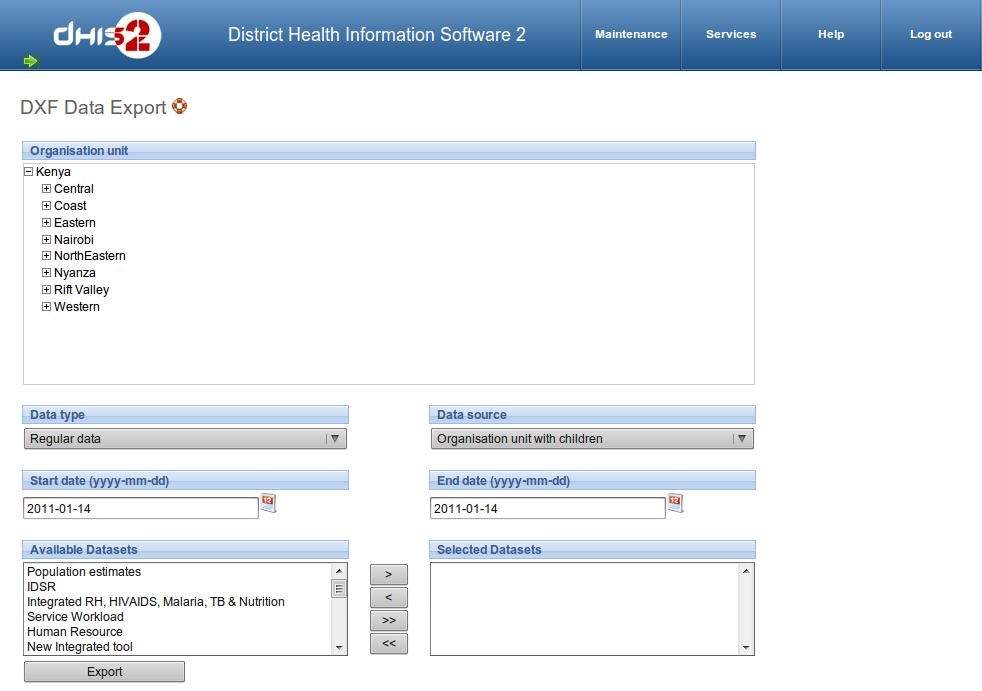 dhis2
District Health Information Software 2
Maintenance
Services
Help
Log out
DXF Data Export
Organisation unit
Kenya
Central
Coast
Eastern
Nairobi
NorthEastern
Nyanza
Rift Valley
Western
Data type
Data source
Regular data
Organisation unit with children
Start date (yyyy-mm-dd)
End date (yyyy-mm-dd)
2011-01-14
12
2011-01-14
12
Available Datasets
Selected Datasets
Population estimates
IDSR
Integrated RH, HIVAIDS, Malaria, TB & Nutrition
Service Workload
Human Resource
New Integrated tool
>
<
>>
<<
Export